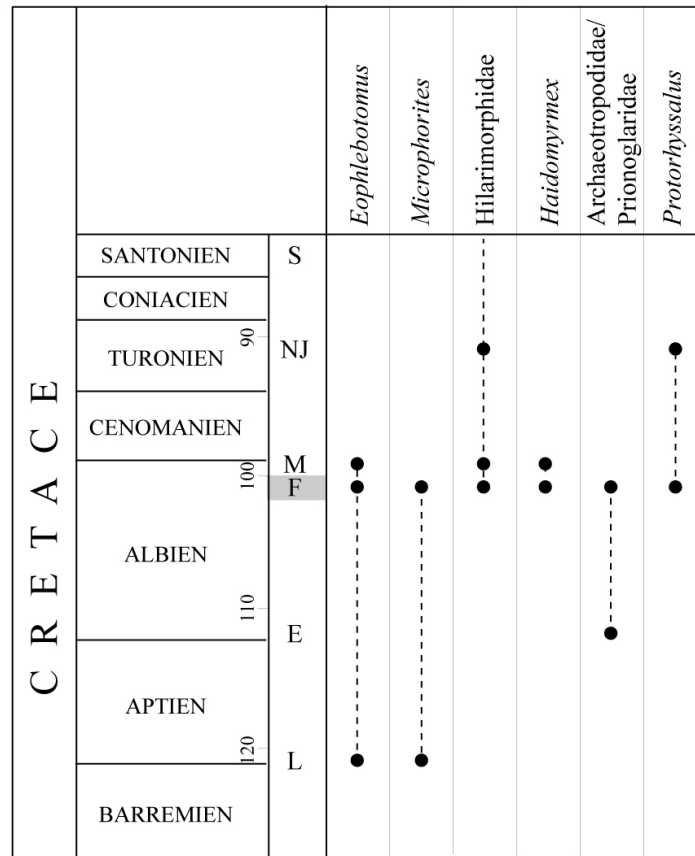 Eophlebotomus
Microphorites
Hilarimorphidae
Haidomyrmex
Archaeotropodidae/
Prionoglaridae
Protorhyssalus
CRETACE
SANTONIEN
S
CONIACIEN
90
NJ
TURONIEN
CENOMANIEN
M
100
F
ALBIEN
110
E
APTIEN
120
L
BARREMIEN